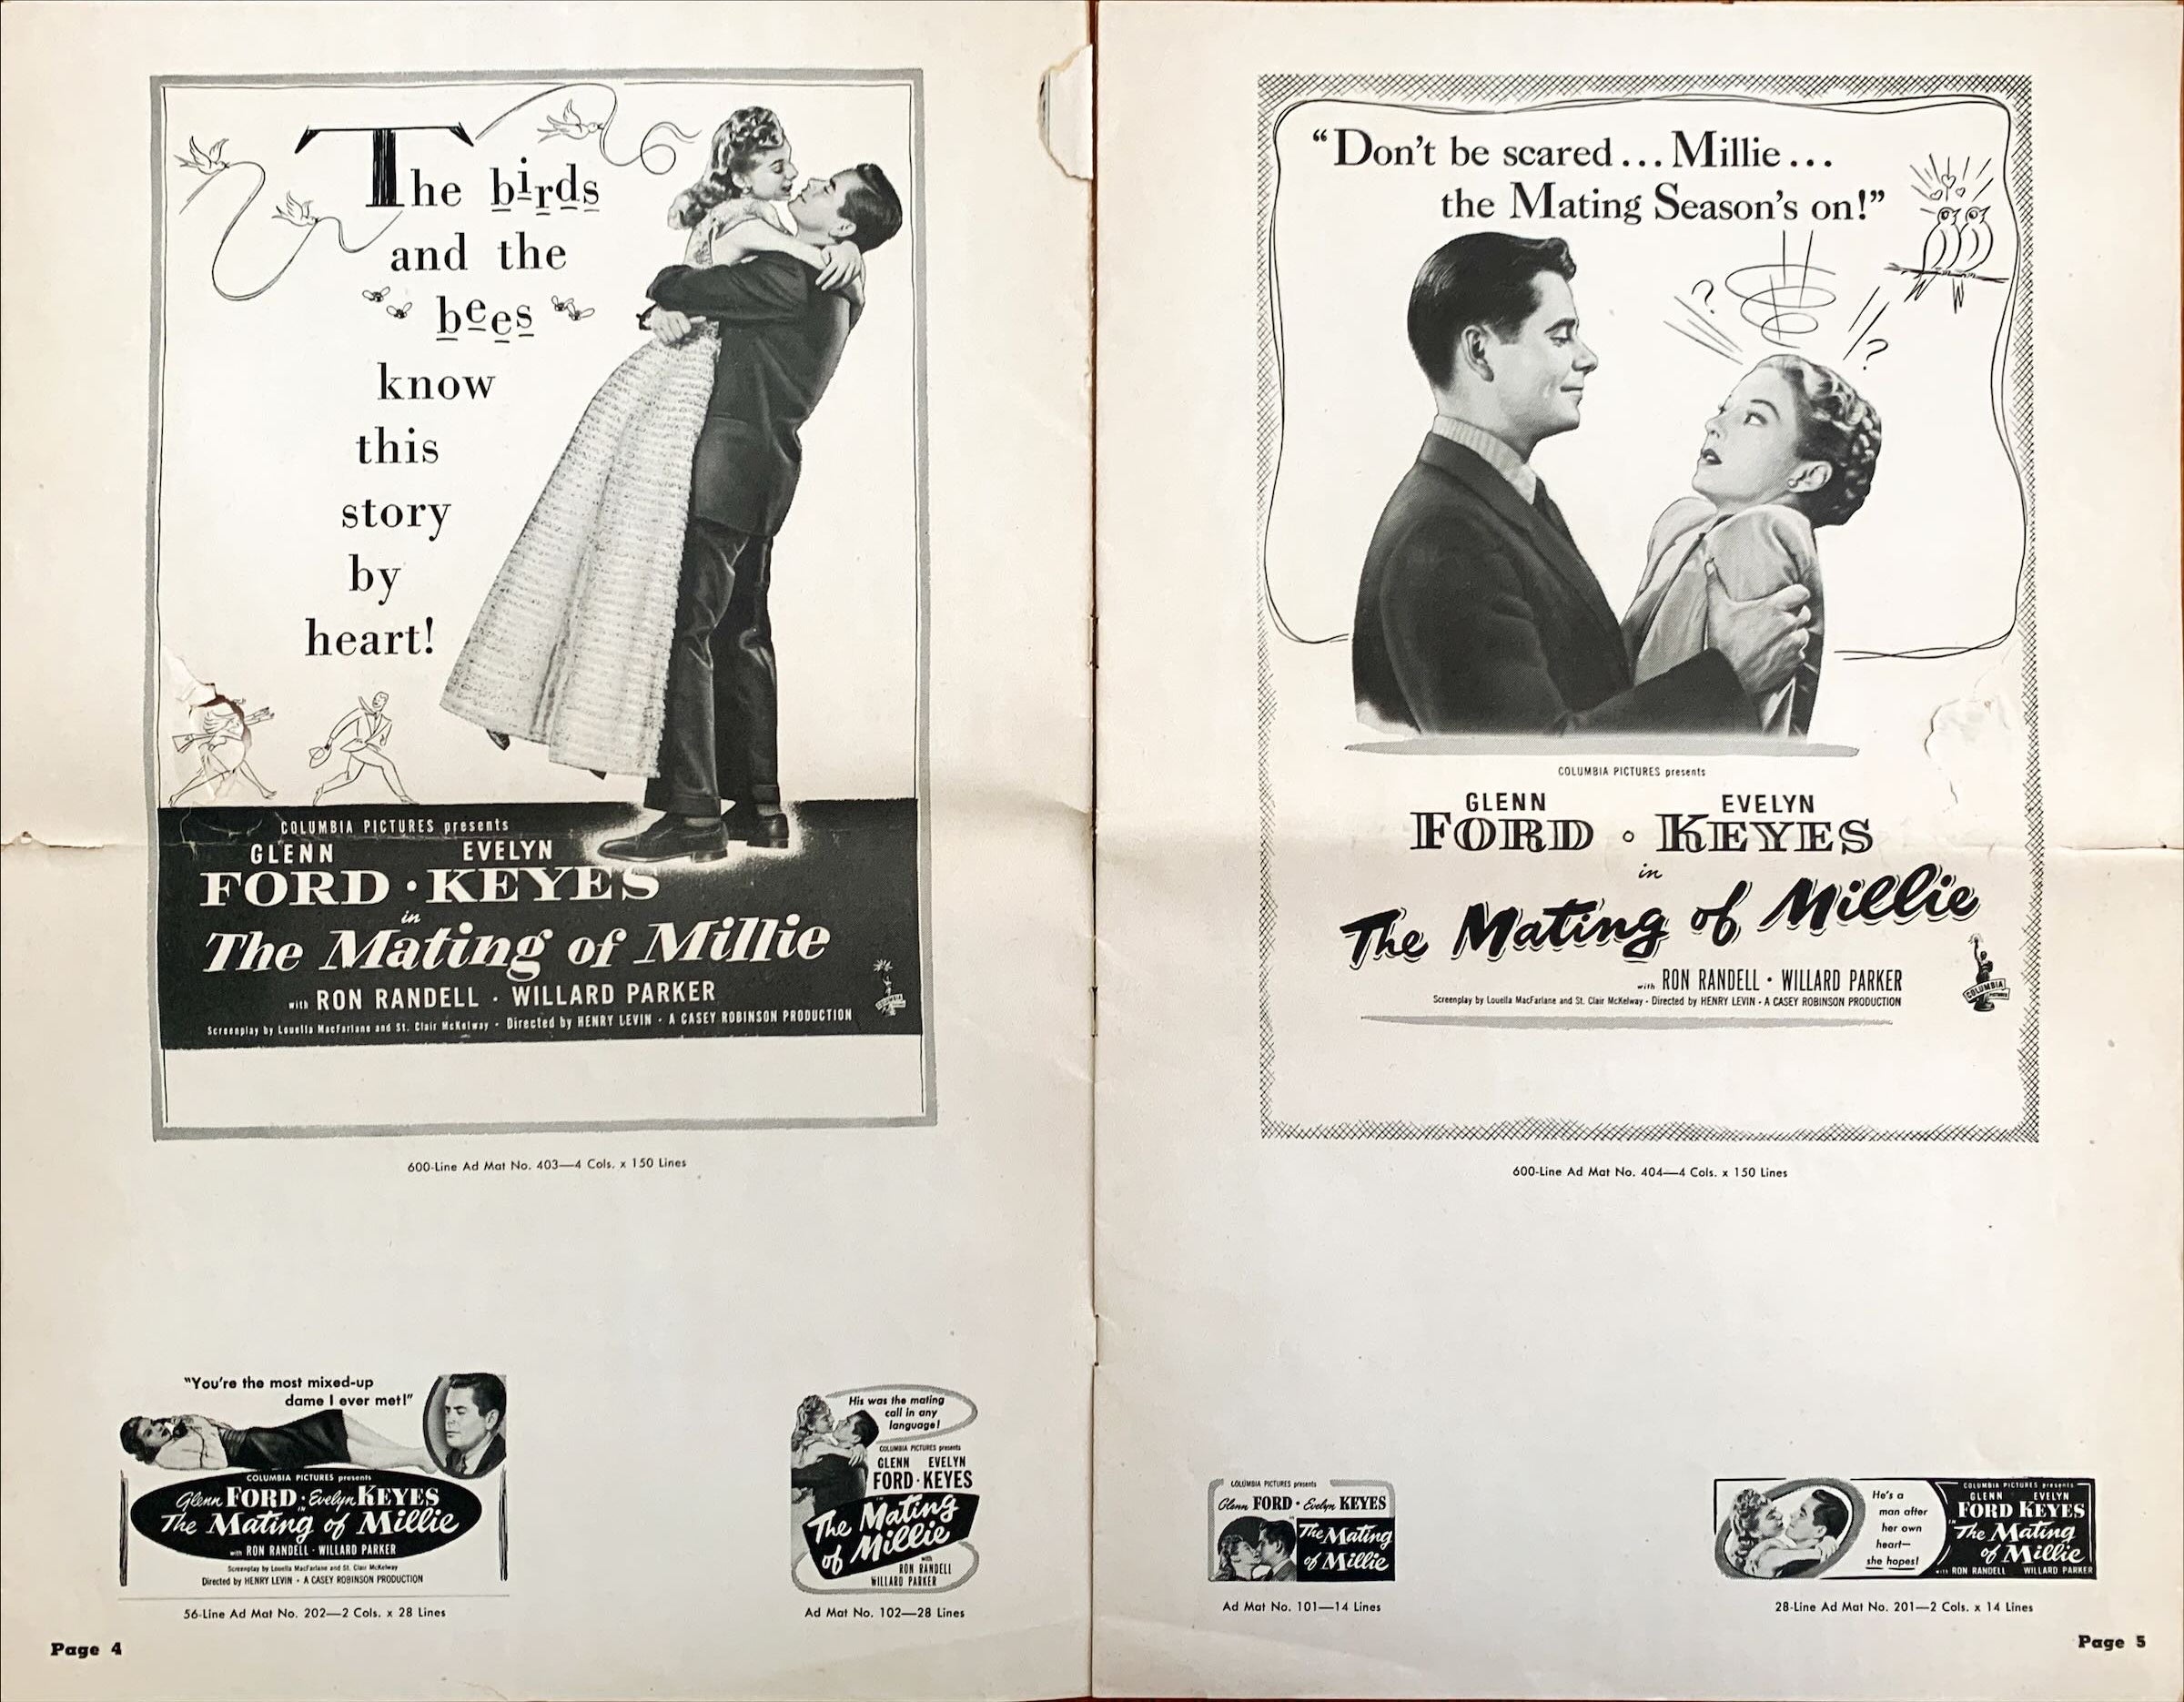 The birds
and the
bees
know
this
story
by
heart!
COLUMBIA PICTURES presents
GLENN EVELYN
FORD · KEYES
in
The Mating of Millie
with RON RANDELL · WILLARD PARKER
Screenplay by Louella MacFarlane and St. Clair McKelway · Directed by HENRY LEVIN · A CASEY ROBINSON PRODUCTION
600-Line Ad Mat No. 403—4 Cols. x 150 Lines
"You're the most mixed-up
dame I ever met!"
COLUMBIA PICTURES presents
Glenn FORD · Evelyn KEYES
in
The Mating of Millie
with RON RANDELL · WILLARD PARKER
Screenplay by Louella MacFarlane and St. Clair McKelway
Directed by HENRY LEVIN · A CASEY ROBINSON PRODUCTION
56-Line Ad Mat No. 202—2 Cols. x 28 Lines
His was the mating
call in any
language!
COLUMBIA PICTURES presents
GLENN EVELYN
FORD · KEYES
The Mating
of Millie
with
RON RANDELL
WILLARD PARKER
Ad Mat No. 102—28 Lines
Page 4
"Don't be scared... Millie...
the Mating Season's on!"
? ?
COLUMBIA PICTURES presents
GLENN EVELYN
FORD ∘ KEYES
in
The Mating of Millie
with RON RANDELL · WILLARD PARKER
COLUMBIA
Screenplay by Louella MacFarlane and St. Clair McKelway · Directed by HENRY LEVIN · A CASEY ROBINSON PRODUCTION
600-Line Ad Mat No. 404—4 Cols. x 150 Lines
COLUMBIA PICTURES presents
Glenn FORD · Evelyn KEYES
in
The Mating
of Millie
Ad Mat No. 101—14 Lines
He's a
man after
her own
heart—
she hopes!
COLUMBIA PICTURES presents
GLENN EVELYN
FORD KEYES
in
The Mating
of Millie
with RON RANDELL WILLARD PARKER
28-Line Ad Mat No. 201—2 Cols. x 14 Lines
Page 5